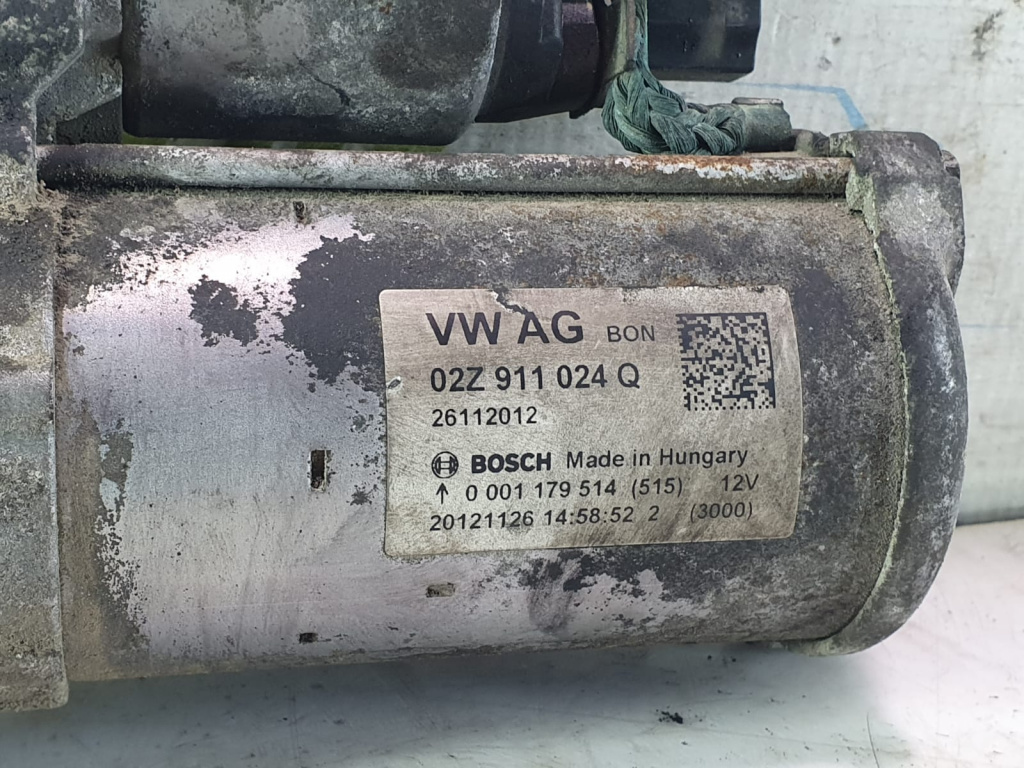 VW AG BON
02Z 911 024 Q
26112012
BOSCH Made in Hungary
↑ 0 001 179 514 (515) 12V
20121126 14:58:52 2 (3000)